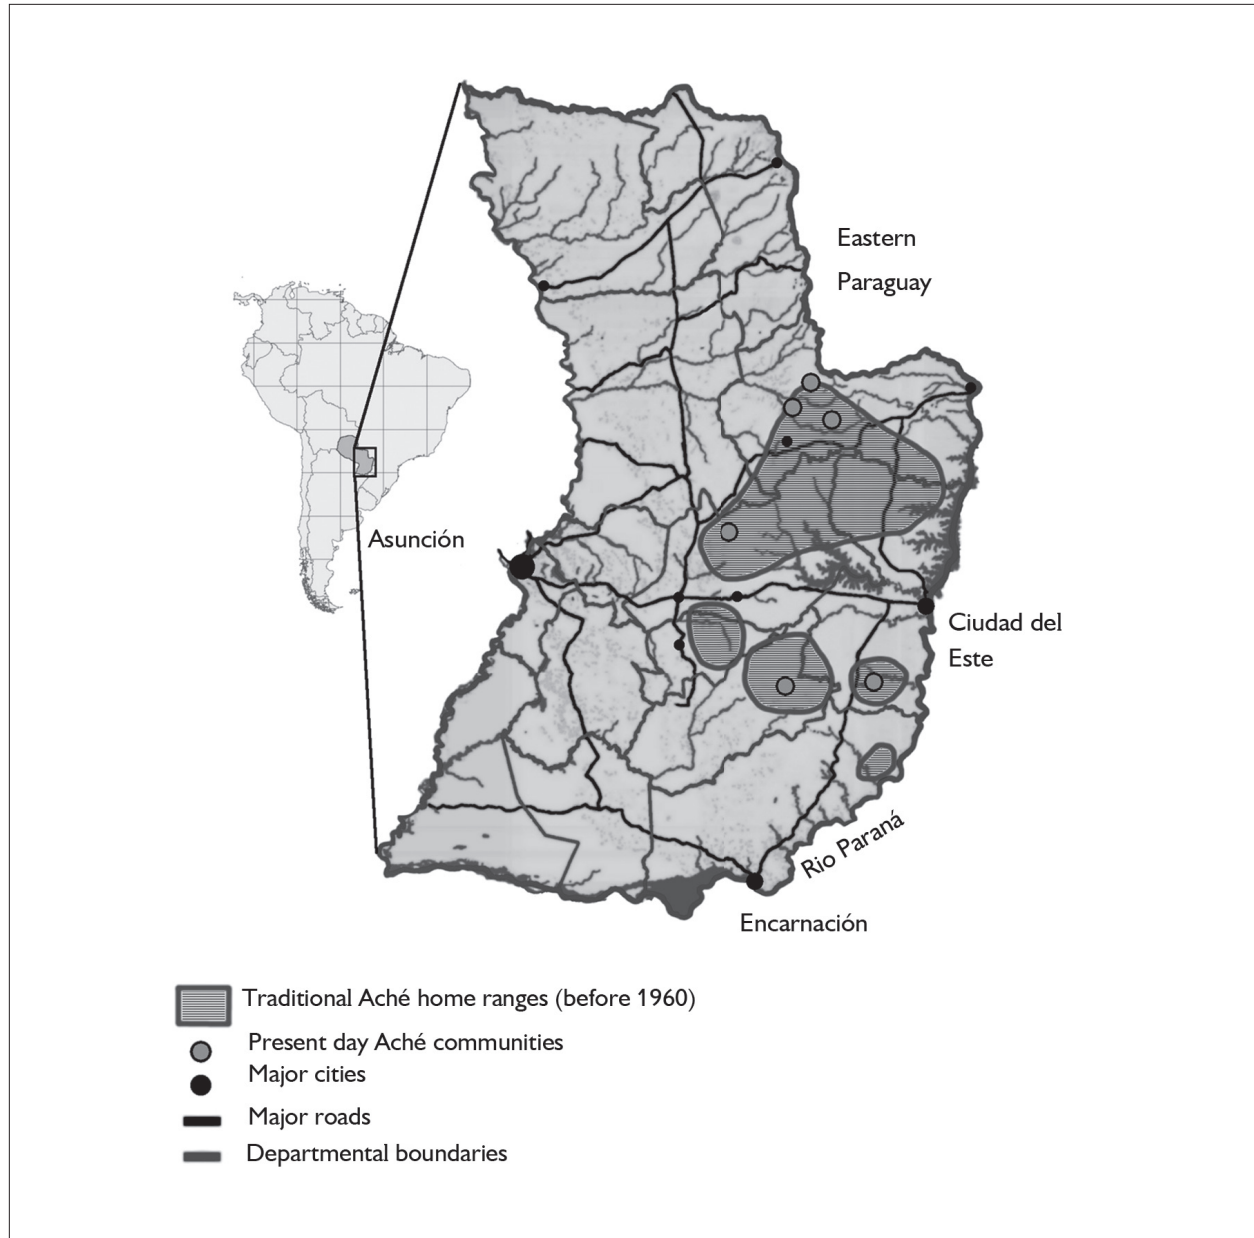 Eastern
Paraguay
Asunción
Ciudad del
Este
Rio Paraná
Encarnación
Traditional Aché home ranges (before 1960)
Present day Aché communities
Major cities
Major roads
Departmental boundaries